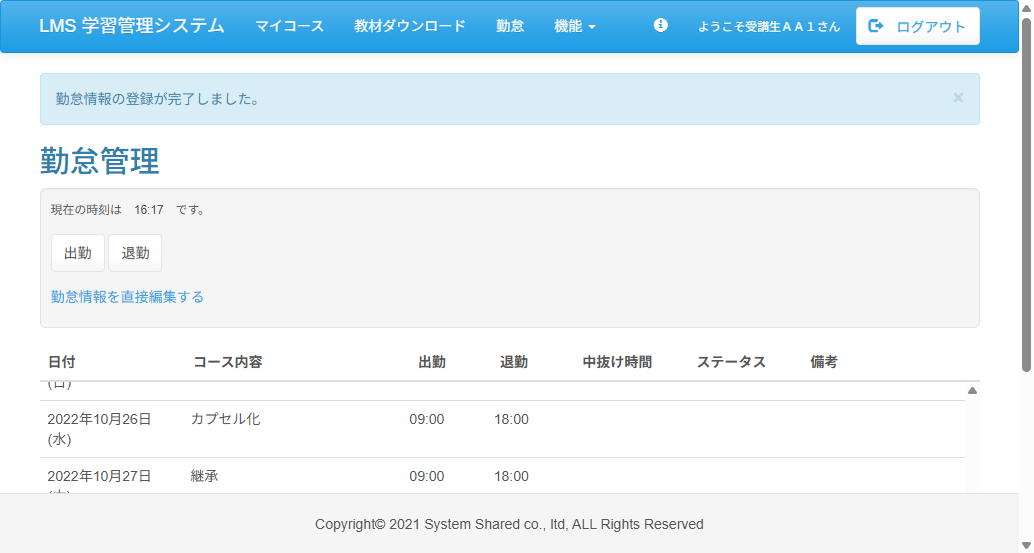 LMS 学習管理システム マイコース 教材ダウンロード 勤怠 機能 ようこそ受講生ＡＡ１さん ログアウト
勤怠情報の登録が完了しました。 ×
勤怠管理
現在の時刻は 16:17 です。
出勤 退勤
勤怠情報を直接編集する
日付 コース内容 出勤 退勤 中抜け時間 ステータス 備考
2022年10月26日 カプセル化 09:00 18:00
(水)
2022年10月27日 継承 09:00 18:00
Copyright© 2021 System Shared co., ltd, ALL Rights Reserved